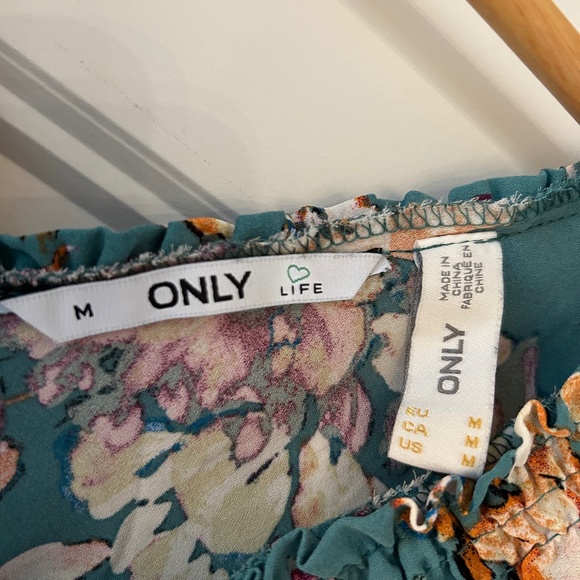 M ONLY LIFE
MADE IN
CHINA
FABRIQUÉ EN
CHINE
ONLY
EU M
CA M
US M